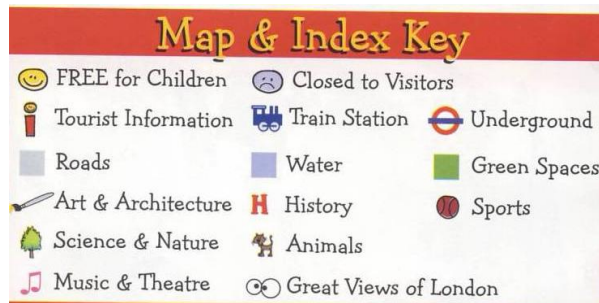 Map & Index Key
FREE for Children Closed to Visitors
Tourist Information Train Station Underground
Roads Water Green Spaces
Art & Architecture H History Sports
Science & Nature Animals
Music & Theatre Great Views of London